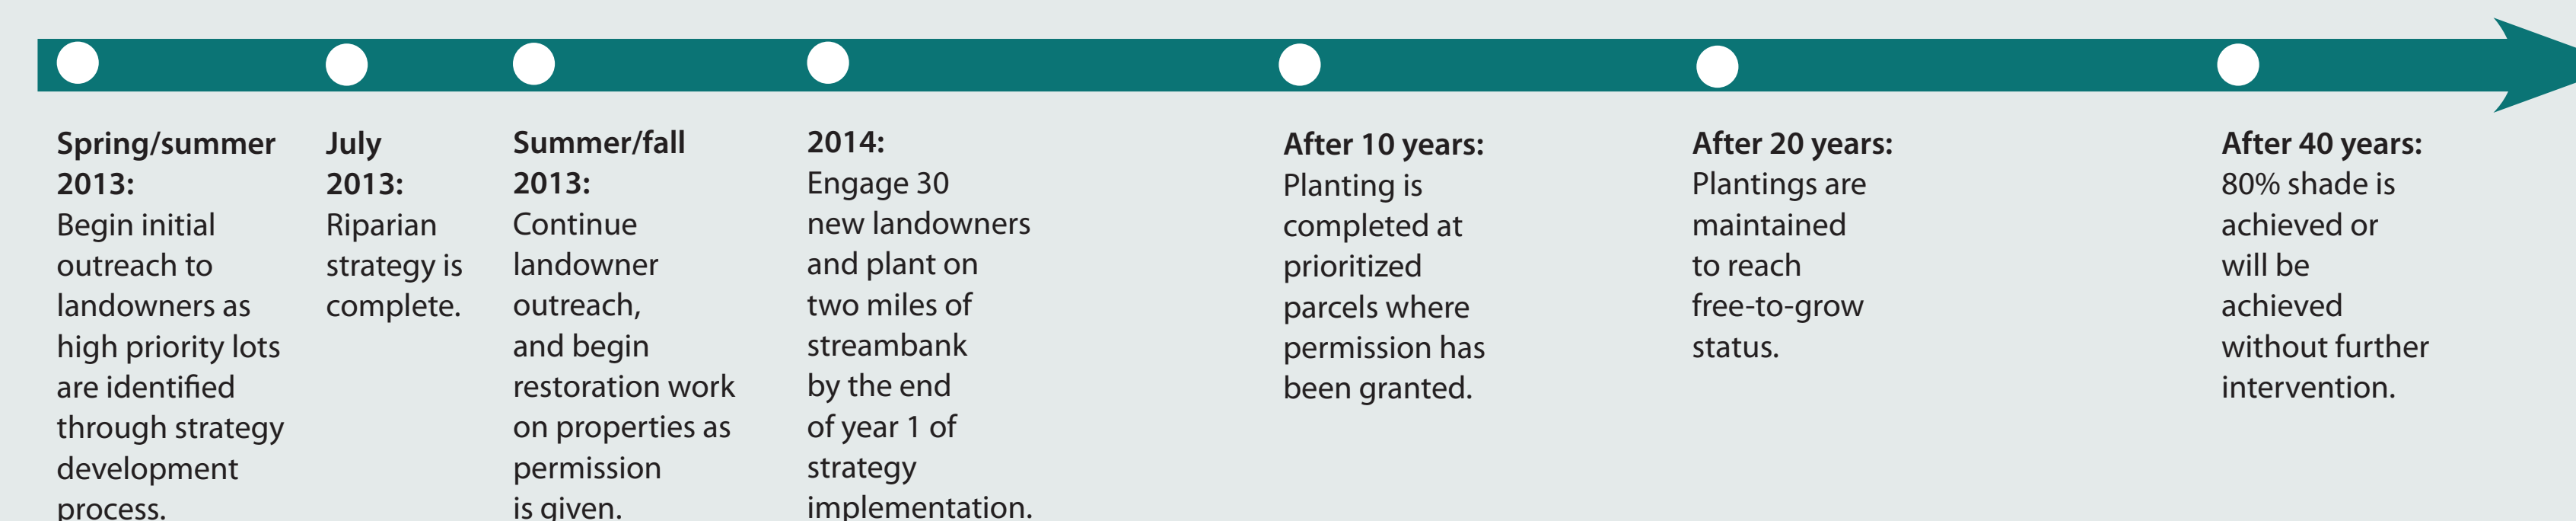 Spring/summer
2013:
Begin initial
outreach to
landowners as
high priority lots
are identified
through strategy
development
process.
July
2013:
Riparian
strategy is
complete.
Summer/fall
2013:
Continue
landowner
outreach,
and begin
restoration work
on properties as
permission
is given.
2014:
Engage 30
new landowners
and plant on
two miles of
streambank
by the end
of year 1 of
strategy
implementation.
After 10 years:
Planting is
completed at
prioritized
parcels where
permission has
been granted.
After 20 years:
Plantings are
maintained
to reach
free-to-grow
status.
After 40 years:
80% shade is
achieved or
will be
achieved
without further
intervention.